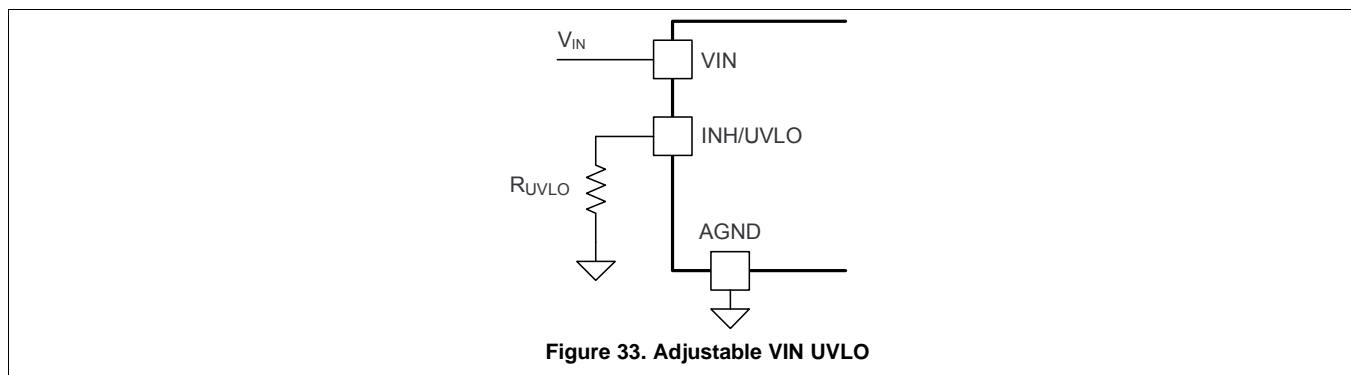 V_IN
VIN
INH/UVLO
R_UVLO
AGND
Figure 33. Adjustable VIN UVLO